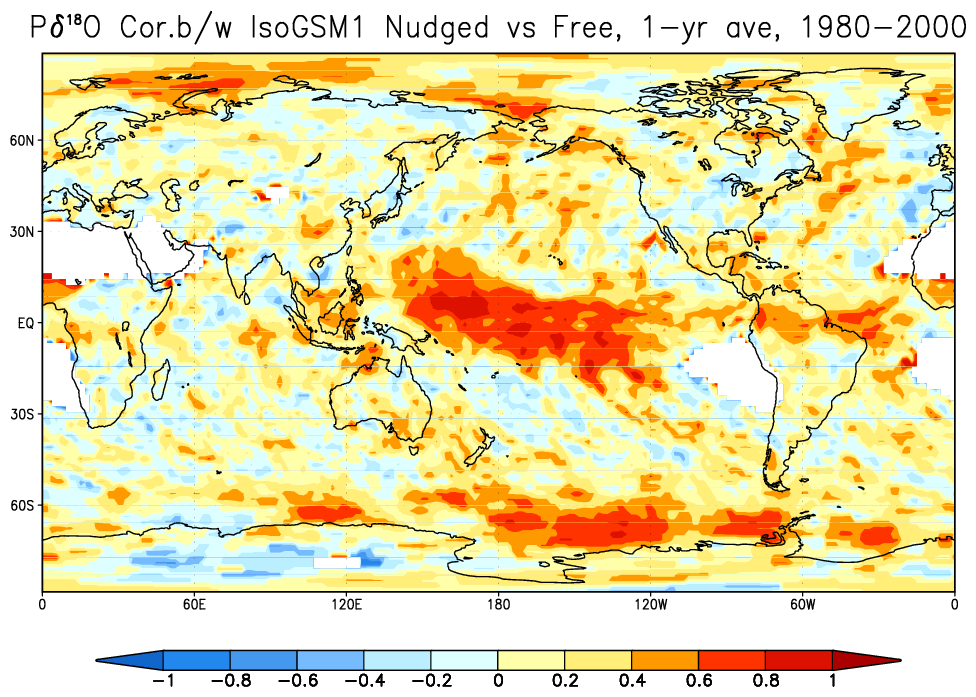 Pδ¹⁸O Cor.b/w IsoGSM1 Nudged vs Free, 1-yr ave, 1980-2000
60N
30N
EQ
30S
60S
0 60E 120E 180 120W 60W 0
-1 -0.8 -0.6 -0.4 -0.2 0 0.2 0.4 0.6 0.8 1